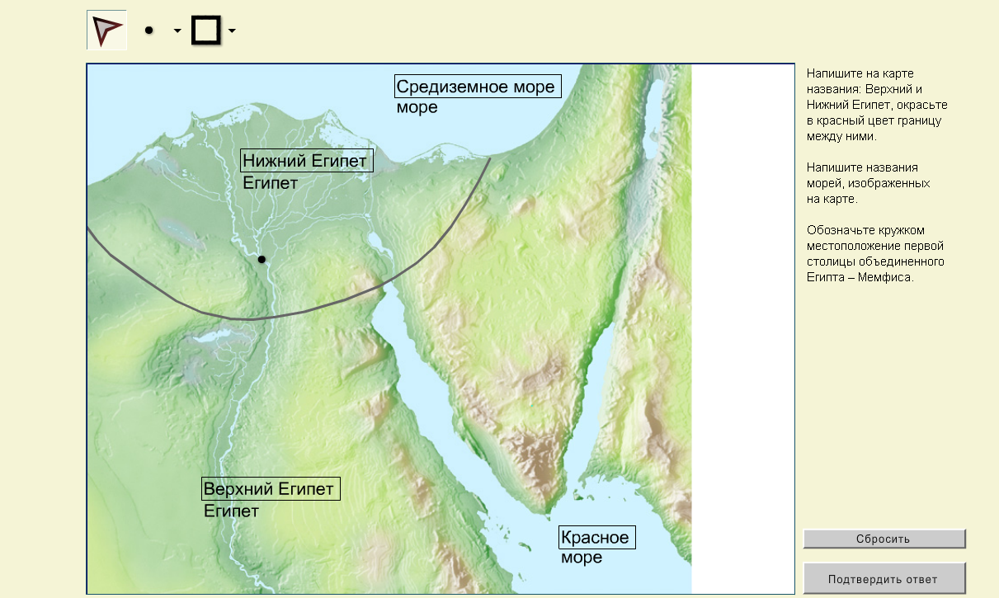 Средиземное море
море
Нижний Египет
Египет
Верхний Египет
Египет
Красное
море
Напишите на карте
названия: Верхний и
Нижний Египет, окрасьте
в красный цвет границу
между ними.
Напишите названия
морей, изображенных
на карте.
Обозначьте кружком
местоположение первой
столицы объединенного
Египта – Мемфиса.
Сбросить
Подтвердить ответ